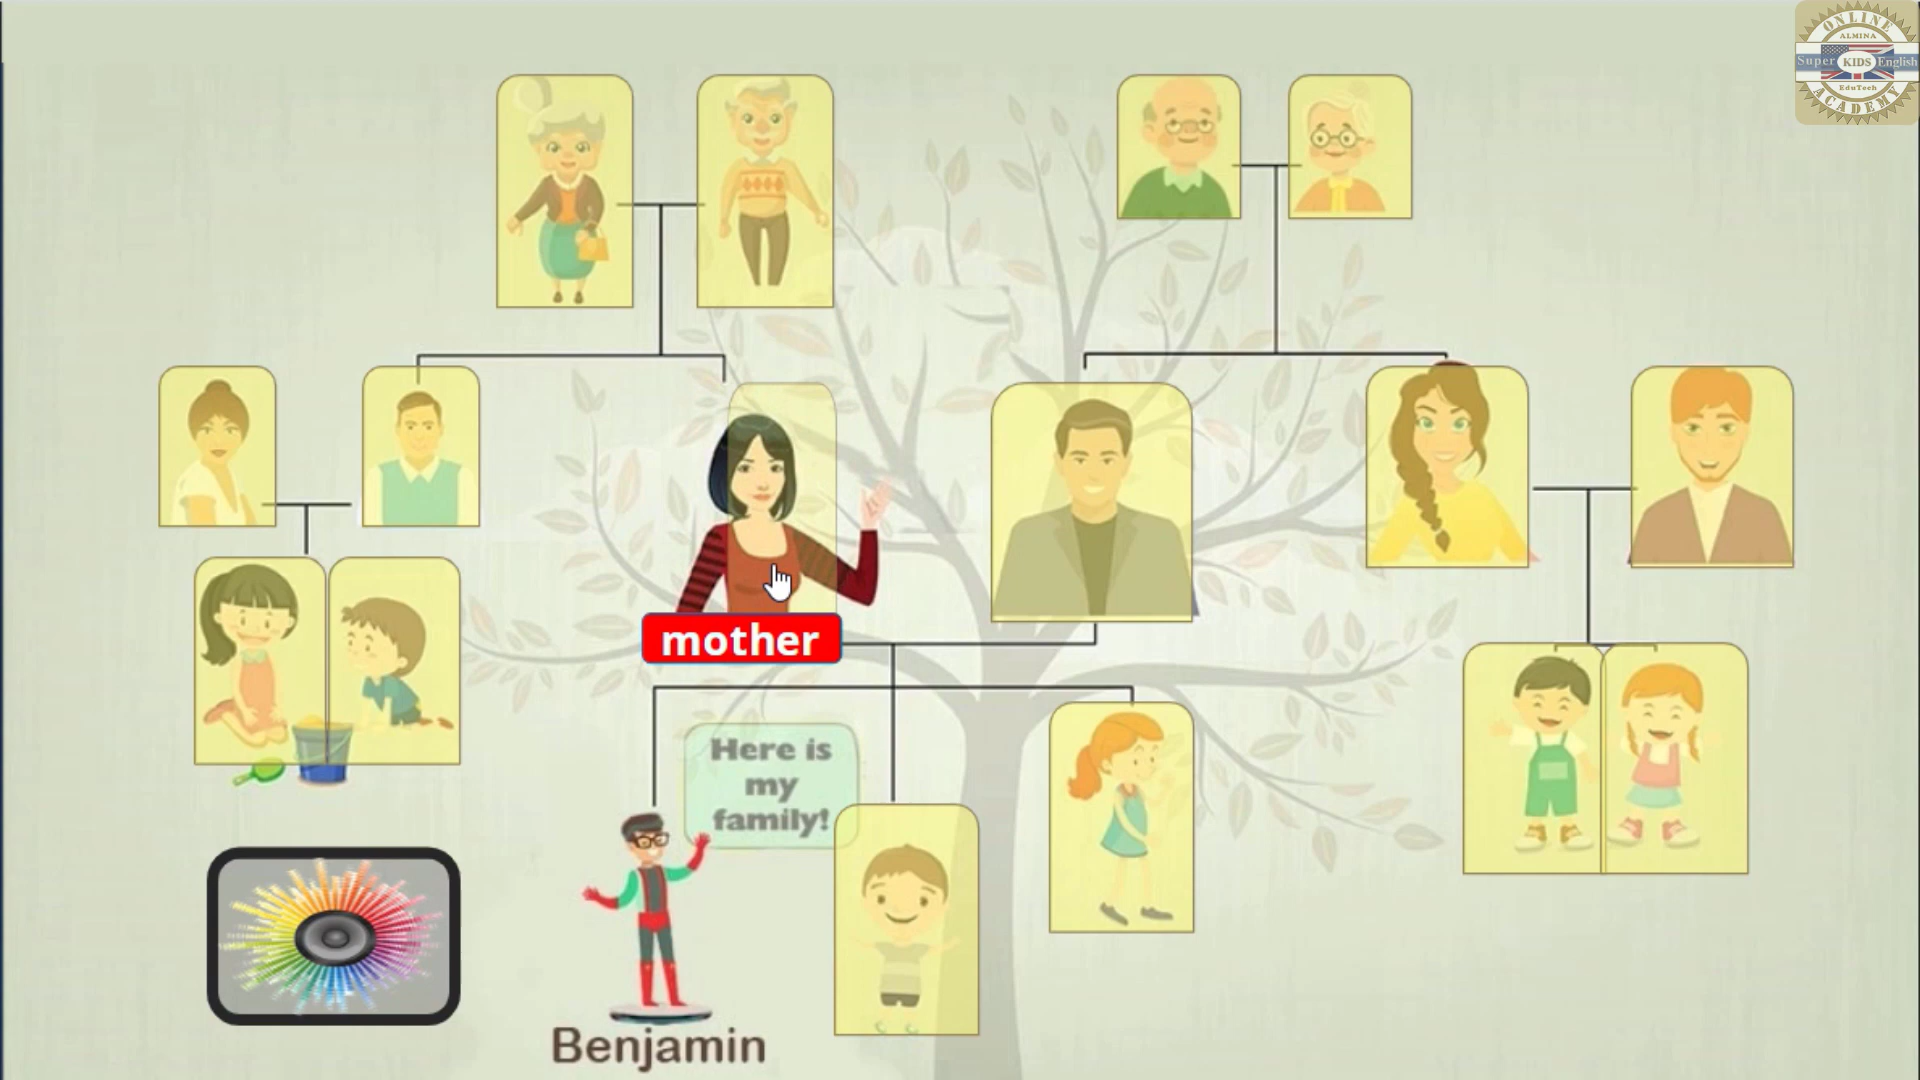 ONLINE
ALMINA
Super KIDS English
EduTech
ACADEMY
mother
Here is
my
family!
Benjamin